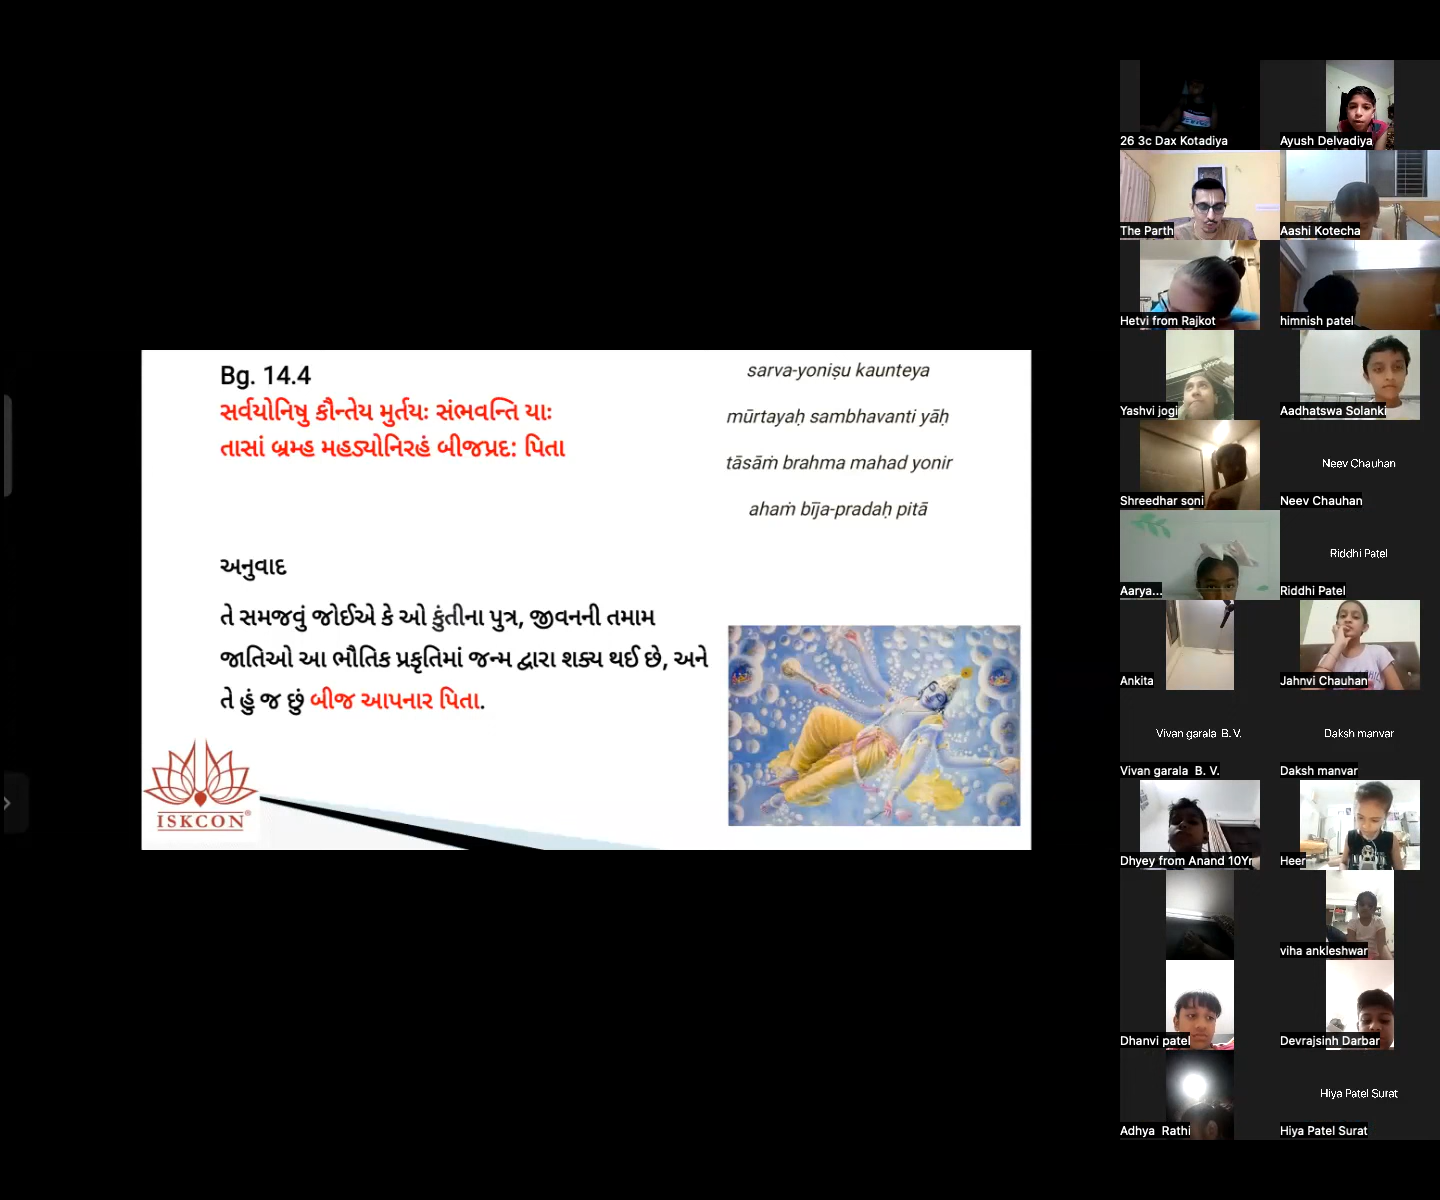 Bg. 14.4
સર્વયોનિષુ કૌન્તેય મુર્તયઃ સંભવન્તિ યાઃ
તાસાં બ્રમ્હ મહડ્યોનિરહં બીજપ્રદઃ પિતા
sarva-yoniṣu kaunteya
mūrtayaḥ sambhavanti yāḥ
tāsāṁ brahma mahad yonir
ahaṁ bīja-pradaḥ pitā
અનુવાદ
તે સમજવું જોઈએ કે ઓ કુંતીના પુત્ર, જીવનની તમામ
જાતિઓ આ ભૌતિક પ્રકૃતિમાં જન્મ દ્વારા શક્ય થઈ છે, અને
તે હું જ છું બીજ આપનાર પિતા.
ISKCON®
26 3c Dax Kotadiya
Ayush Delvadiya
The Parth
Aashi Kotecha
Hetvi from Rajkot
himnish patel
Yashvi jogi
Aadhatswa Solanki
Shreedhar soni
Neev Chauhan
Neev Chauhan
Aarya...
Riddhi Patel
Riddhi Patel
Ankita
Jahnvi Chauhan
Vivan garala B. V.
Vivan garala B. V.
Daksh manvar
Daksh manvar
Dhyey from Anand 10Yr
Heer
viha ankleshwar
Dhanvi patel
Devrajsinh Darbar
Adhya Rathi
Hiya Patel Surat
Hiya Patel Surat